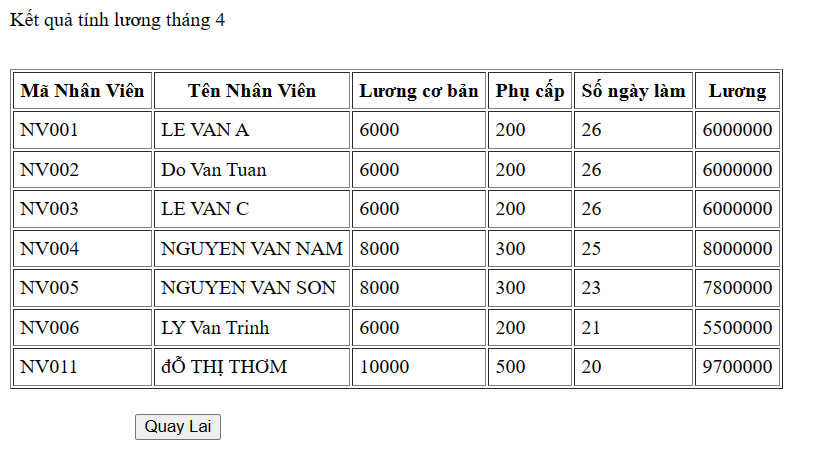 Kết quả tính lương tháng 4
Mã Nhân Viên Tên Nhân Viên Lương cơ bản Phụ cấp Số ngày làm Lương
NV001 LE VAN A 6000 200 26 6000000
NV002 Do Van Tuan 6000 200 26 6000000
NV003 LE VAN C 6000 200 26 6000000
NV004 NGUYEN VAN NAM 8000 300 25 8000000
NV005 NGUYEN VAN SON 8000 300 23 7800000
NV006 LY Van Trinh 6000 200 21 5500000
NV011 đỖ THỊ THƠM 10000 500 20 9700000
Quay Lai